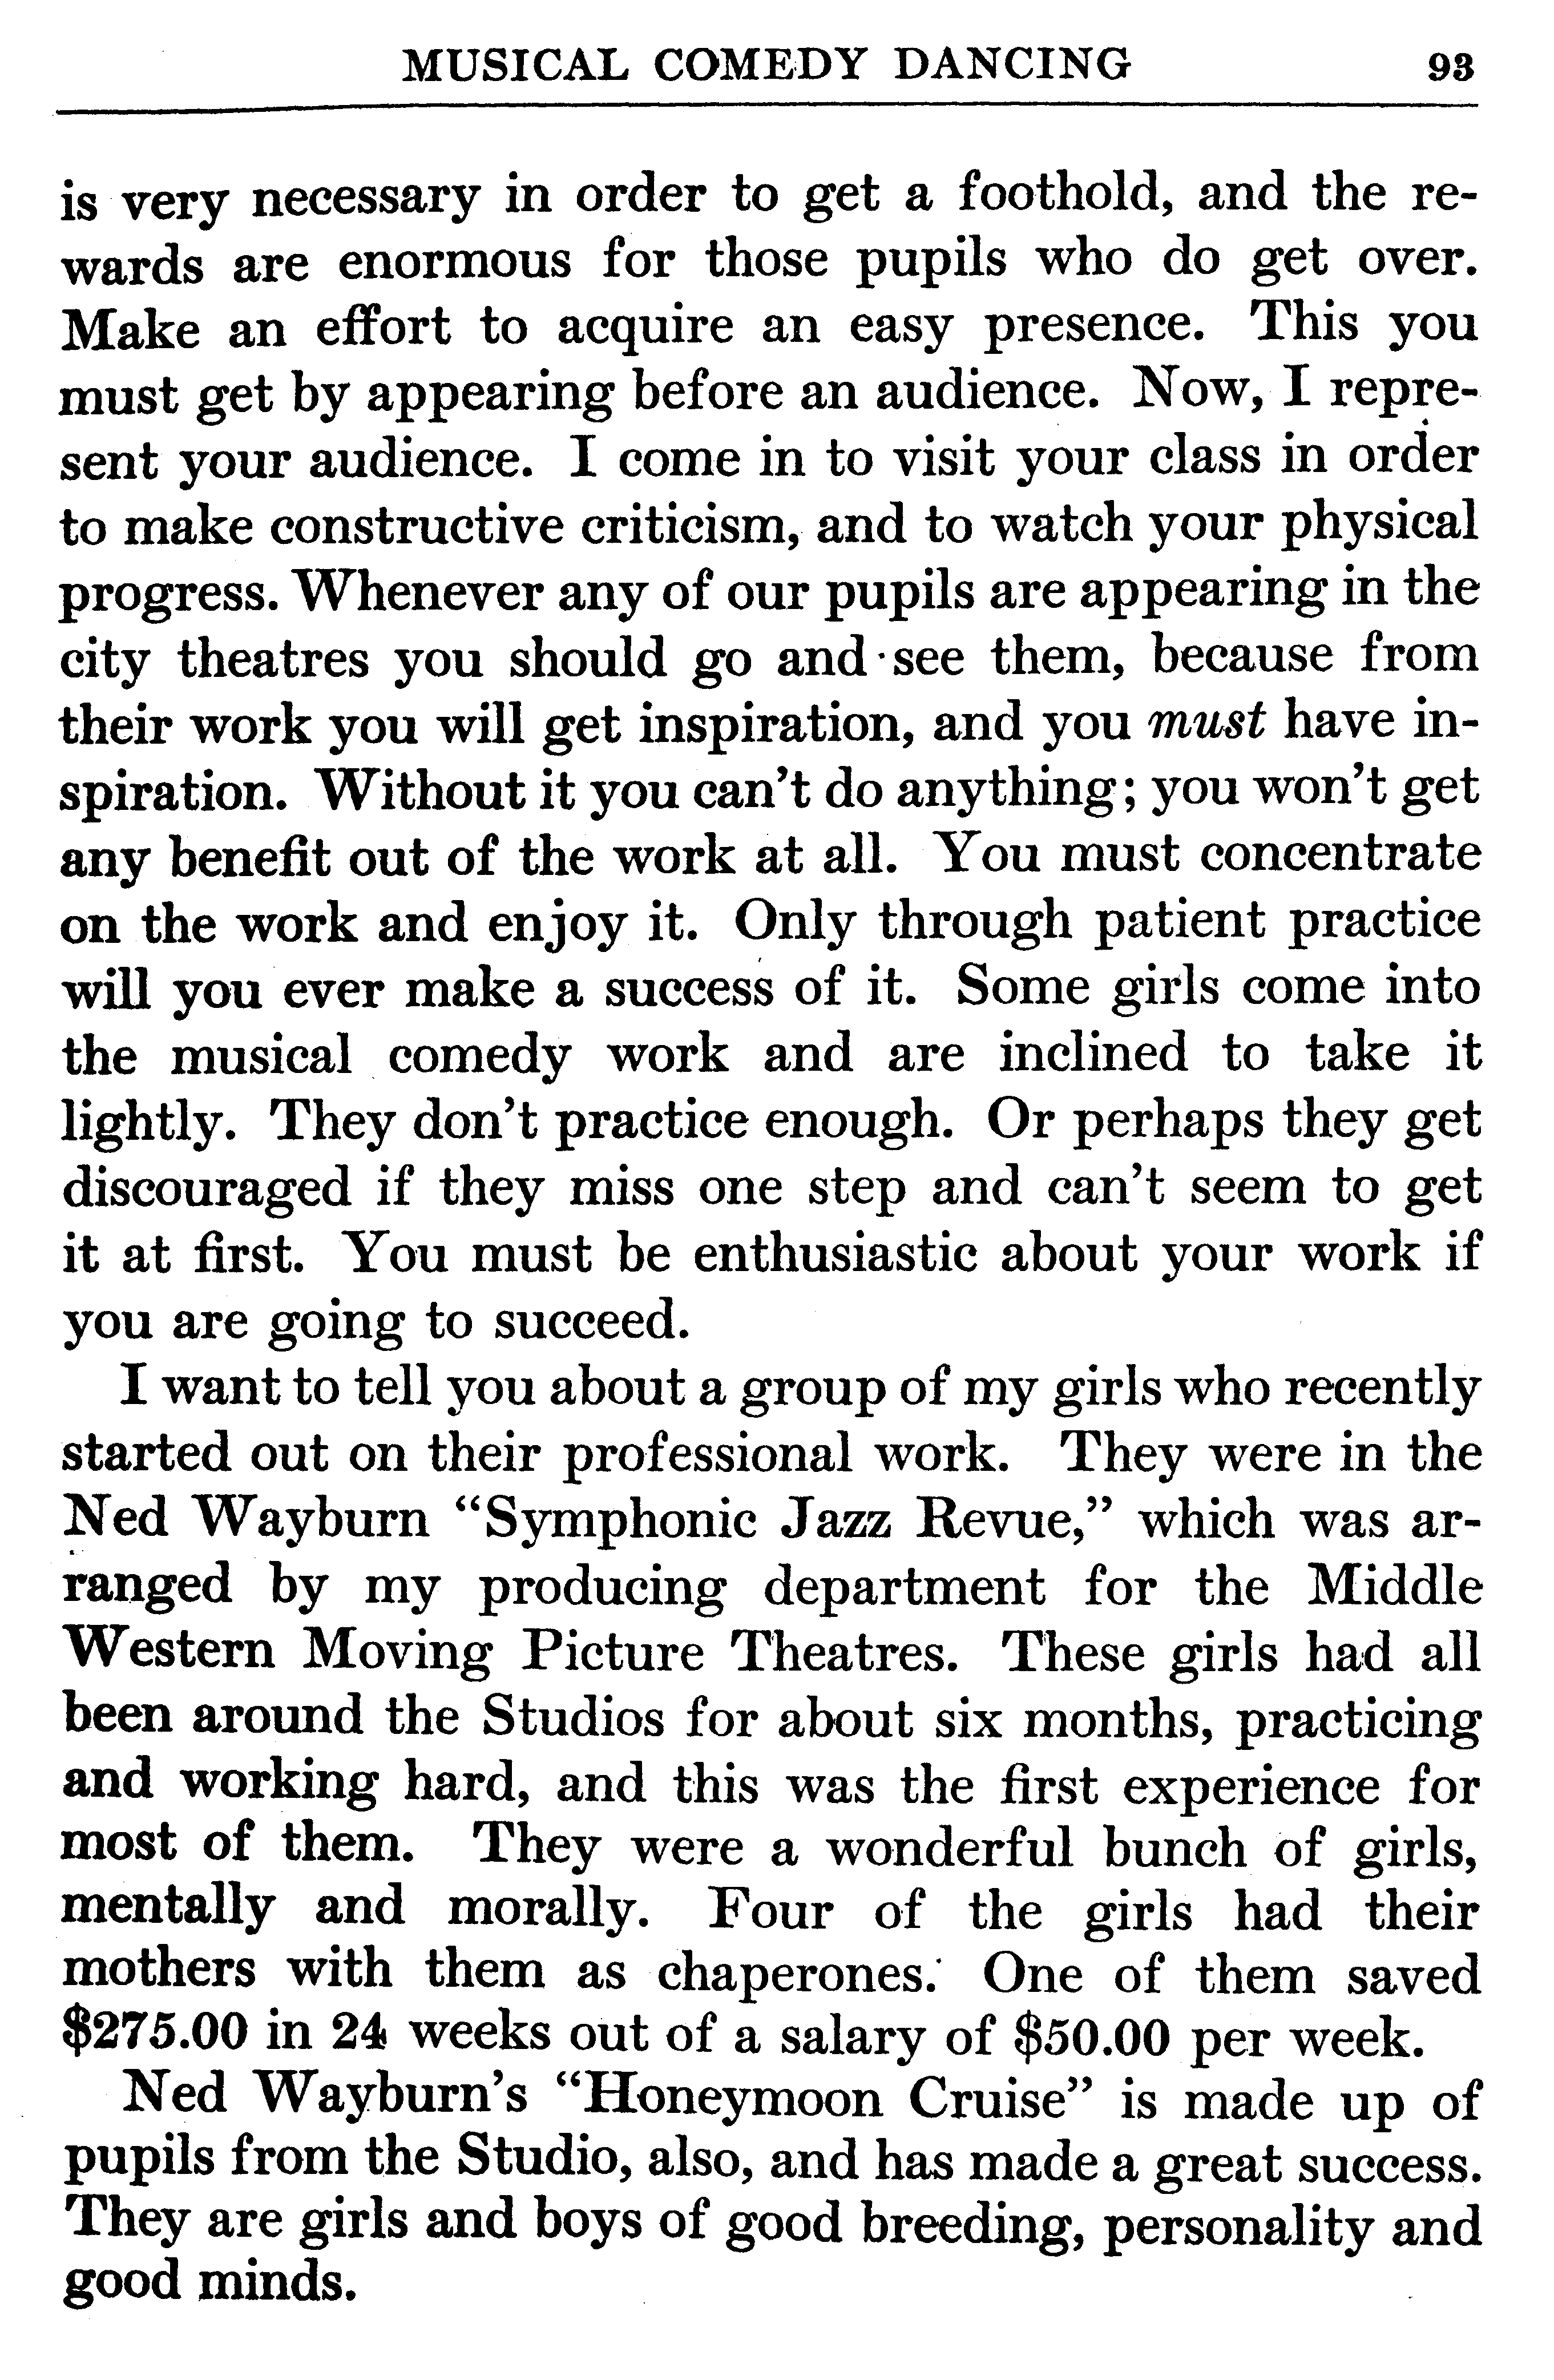 MUSICAL COMEDY DANCING 93
is very necessary in order to get a foothold, and the re-
wards are enormous for those pupils who do get over.
Make an effort to acquire an easy presence. This you
must get by appearing before an audience. Now, I repre-
sent your audience. I come in to visit your class in order
to make constructive criticism, and to watch your physical
progress. Whenever any of our pupils are appearing in the
city theatres you should go and see them, because from
their work you will get inspiration, and you must have in-
spiration. Without it you can't do anything; you won't get
any benefit out of the work at all. You must concentrate
on the work and enjoy it. Only through patient practice
will you ever make a success of it. Some girls come into
the musical comedy work and are inclined to take it
lightly. They don't practice enough. Or perhaps they get
discouraged if they miss one step and can't seem to get
it at first. You must be enthusiastic about your work if
you are going to succeed.
I want to tell you about a group of my girls who recently
started out on their professional work. They were in the
Ned Wayburn “Symphonic Jazz Revue,” which was ar-
ranged by my producing department for the Middle
Western Moving Picture Theatres. These girls had all
been around the Studios for about six months, practicing
and working hard, and this was the first experience for
most of them. They were a wonderful bunch of girls,
mentally and morally. Four of the girls had their
mothers with them as chaperones. One of them saved
$275.00 in 24 weeks out of a salary of $50.00 per week.
Ned Wayburn's “Honeymoon Cruise” is made up of
pupils from the Studio, also, and has made a great success.
They are girls and boys of good breeding, personality and
good minds.